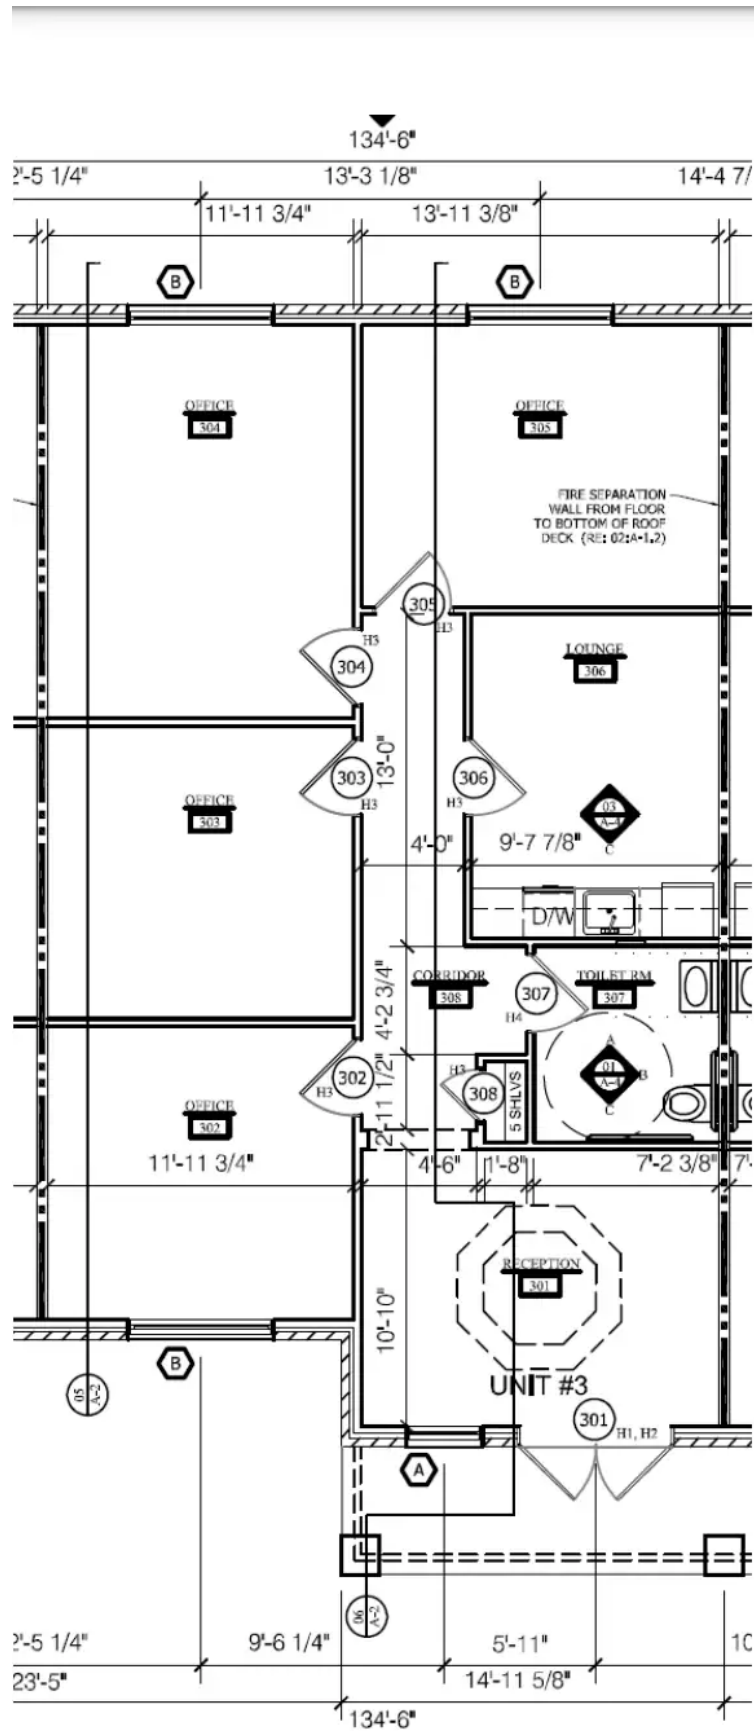 134'-6"
2'-5 1/4"
13'-3 1/8"
14'-4 7/
11'-11 3/4"
13'-11 3/8"
B
B
OFFICE
304
OFFICE
305
FIRE SEPARATION
WALL FROM FLOOR
TO BOTTOM OF ROOF
DECK (RE: 02:A-1.2)
305
H3
H3
304
LOUNGE
306
13'-0"
303
H3
306
H3
OFFICE
303
03
A-4
C
4'-0"
9'-7 7/8"
D/W
CORRIDOR
308
TOILET RM
307
307
H4
4'-2 3/4"
A
01
A-4
B
C
302
H3
H3
308
5 SHLVS
2'-11 1/2"
OFFICE
302
11'-11 3/4"
4'-6"
1'-8"
7'-2 3/8"
7'-
RECEPTION
301
10'-10"
UNIT #3
B
05
A-2
301
H1, H2
A
06
A-2
2'-5 1/4"
9'-6 1/4"
5'-11"
10
23'-5"
14'-11 5/8"
134'-6"